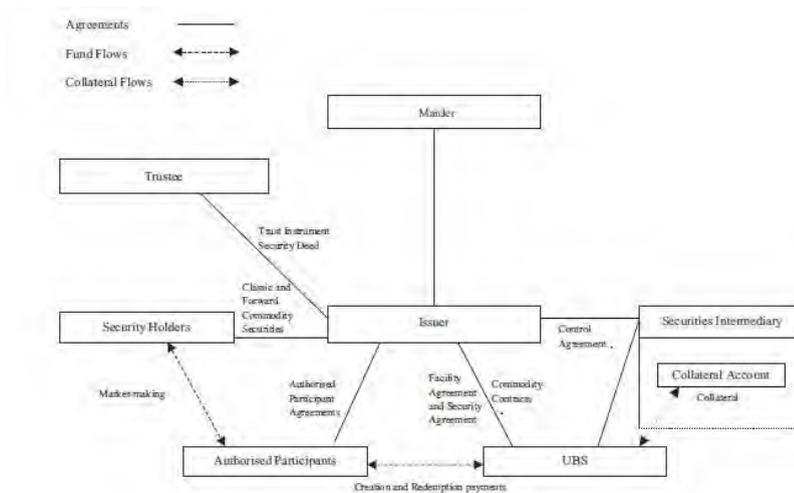 Agreements
Fund Flows
Collateral Flows
ManJer
Trustee
Trust Instrument
Security Deed
Classic and
Forward
Commodity
Securities
Security Holders
Issuer
Securities Intermediary
Control
Agreement
Collateral Account
Collateral
Market-making
Authorised
Participant
Agreements
Facility
Agreement
and Security
Agreement
Commodity
Contracts
Authorised Participants
UBS
Creation and Redemption payments